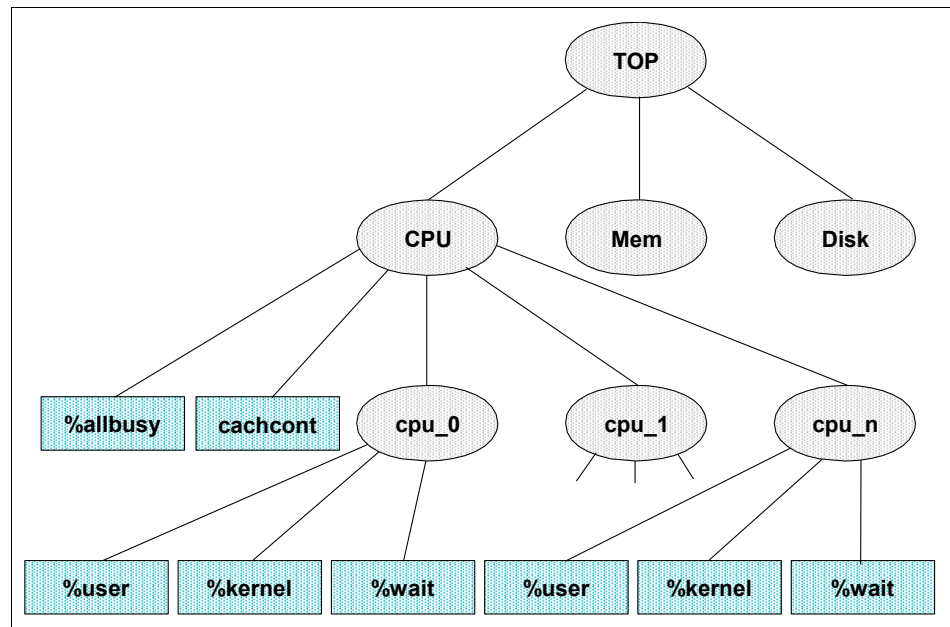 TOP
CPU
Mem
Disk
%allbusy
cachcont
cpu_0
cpu_1
cpu_n
%user
%kernel
%wait
%user
%kernel
%wait